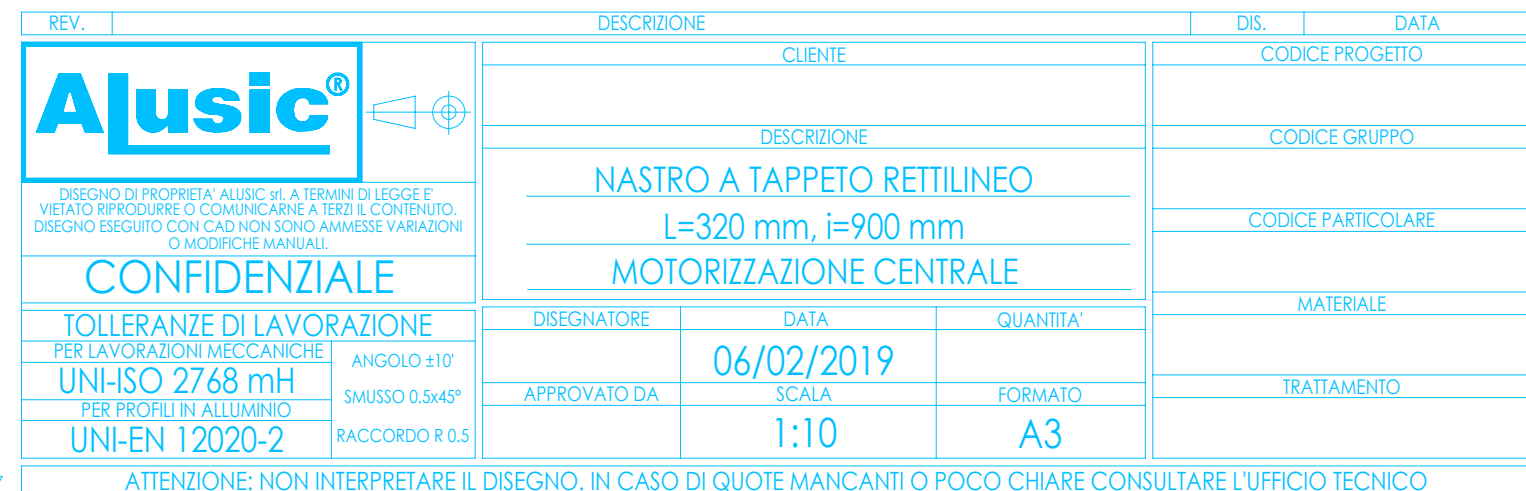 REV. DESCRIZIONE DIS. DATA
Alusic®
CLIENTE
CODICE PROGETTO
DESCRIZIONE
CODICE GRUPPO
NASTRO A TAPPETO RETTILINEO
L=320 mm, i=900 mm
MOTORIZZAZIONE CENTRALE
CODICE PARTICOLARE
DISEGNO DI PROPRIETA' ALUSIC srl. A TERMINI DI LEGGE E'
VIETATO RIPRODURRE O COMUNICARNE A TERZI IL CONTENUTO.
DISEGNO ESEGUITO CON CAD NON SONO AMMESSE VARIAZIONI
O MODIFICHE MANUALI.
CONFIDENZIALE
TOLLERANZE DI LAVORAZIONE
PER LAVORAZIONI MECCANICHE
UNI-ISO 2768 mH
PER PROFILI IN ALLUMINIO
UNI-EN 12020-2
ANGOLO ±10'
SMUSSO 0.5x45°
RACCORDO R 0.5
DISEGNATORE DATA QUANTITA'
06/02/2019
APPROVATO DA SCALA FORMATO
1:10 A3
MATERIALE
TRATTAMENTO
ATTENZIONE: NON INTERPRETARE IL DISEGNO. IN CASO DI QUOTE MANCANTI O POCO CHIARE CONSULTARE L'UFFICIO TECNICO